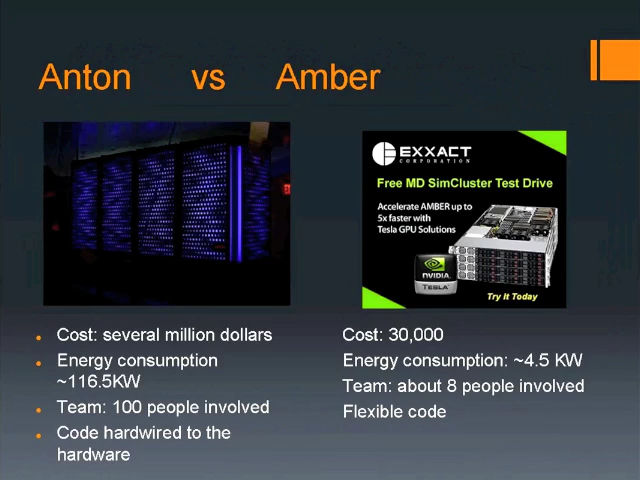 Anton vs Amber
EXXACT
CORPORATION
Free MD SimCluster Test Drive
Accelerate AMBER up to
5x faster with
Tesla GPU Solutions
NVIDIA
TESLA
Try It Today
Cost: several million dollars
Energy consumption
~116.5KW
Team: 100 people involved
Code hardwired to the
hardware
Cost: 30,000
Energy consumption: ~4.5 KW
Team: about 8 people involved
Flexible code